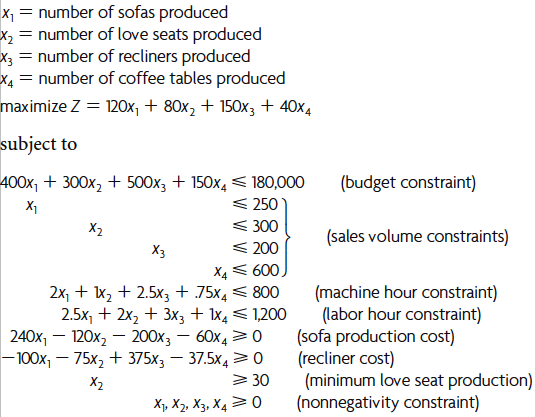 x₁ = number of sofas produced
x₂ = number of love seats produced
x₃ = number of recliners produced
x₄ = number of coffee tables produced
maximize Z = 120x₁ + 80x₂ + 150x₃ + 40x₄
subject to
400x₁ + 300x₂ + 500x₃ + 150x₄ ⩽ 180,000 (budget constraint)
x₁ ⩽ 250
x₂ ⩽ 300
(sales volume constraints)
x₃ ⩽ 200
x₄ ⩽ 600
2x₁ + 1x₂ + 2.5x₃ + .75x₄ ⩽ 800 (machine hour constraint)
2.5x₁ + 2x₂ + 3x₃ + 1x₄ ⩽ 1,200 (labor hour constraint)
240x₁ − 120x₂ − 200x₃ − 60x₄ ⩾ 0 (sofa production cost)
−100x₁ − 75x₂ + 375x₃ − 37.5x₄ ⩾ 0 (recliner cost)
x₂ ⩾ 30 (minimum love seat production)
x₁, x₂, x₃, x₄ ⩾ 0 (nonnegativity constraint)